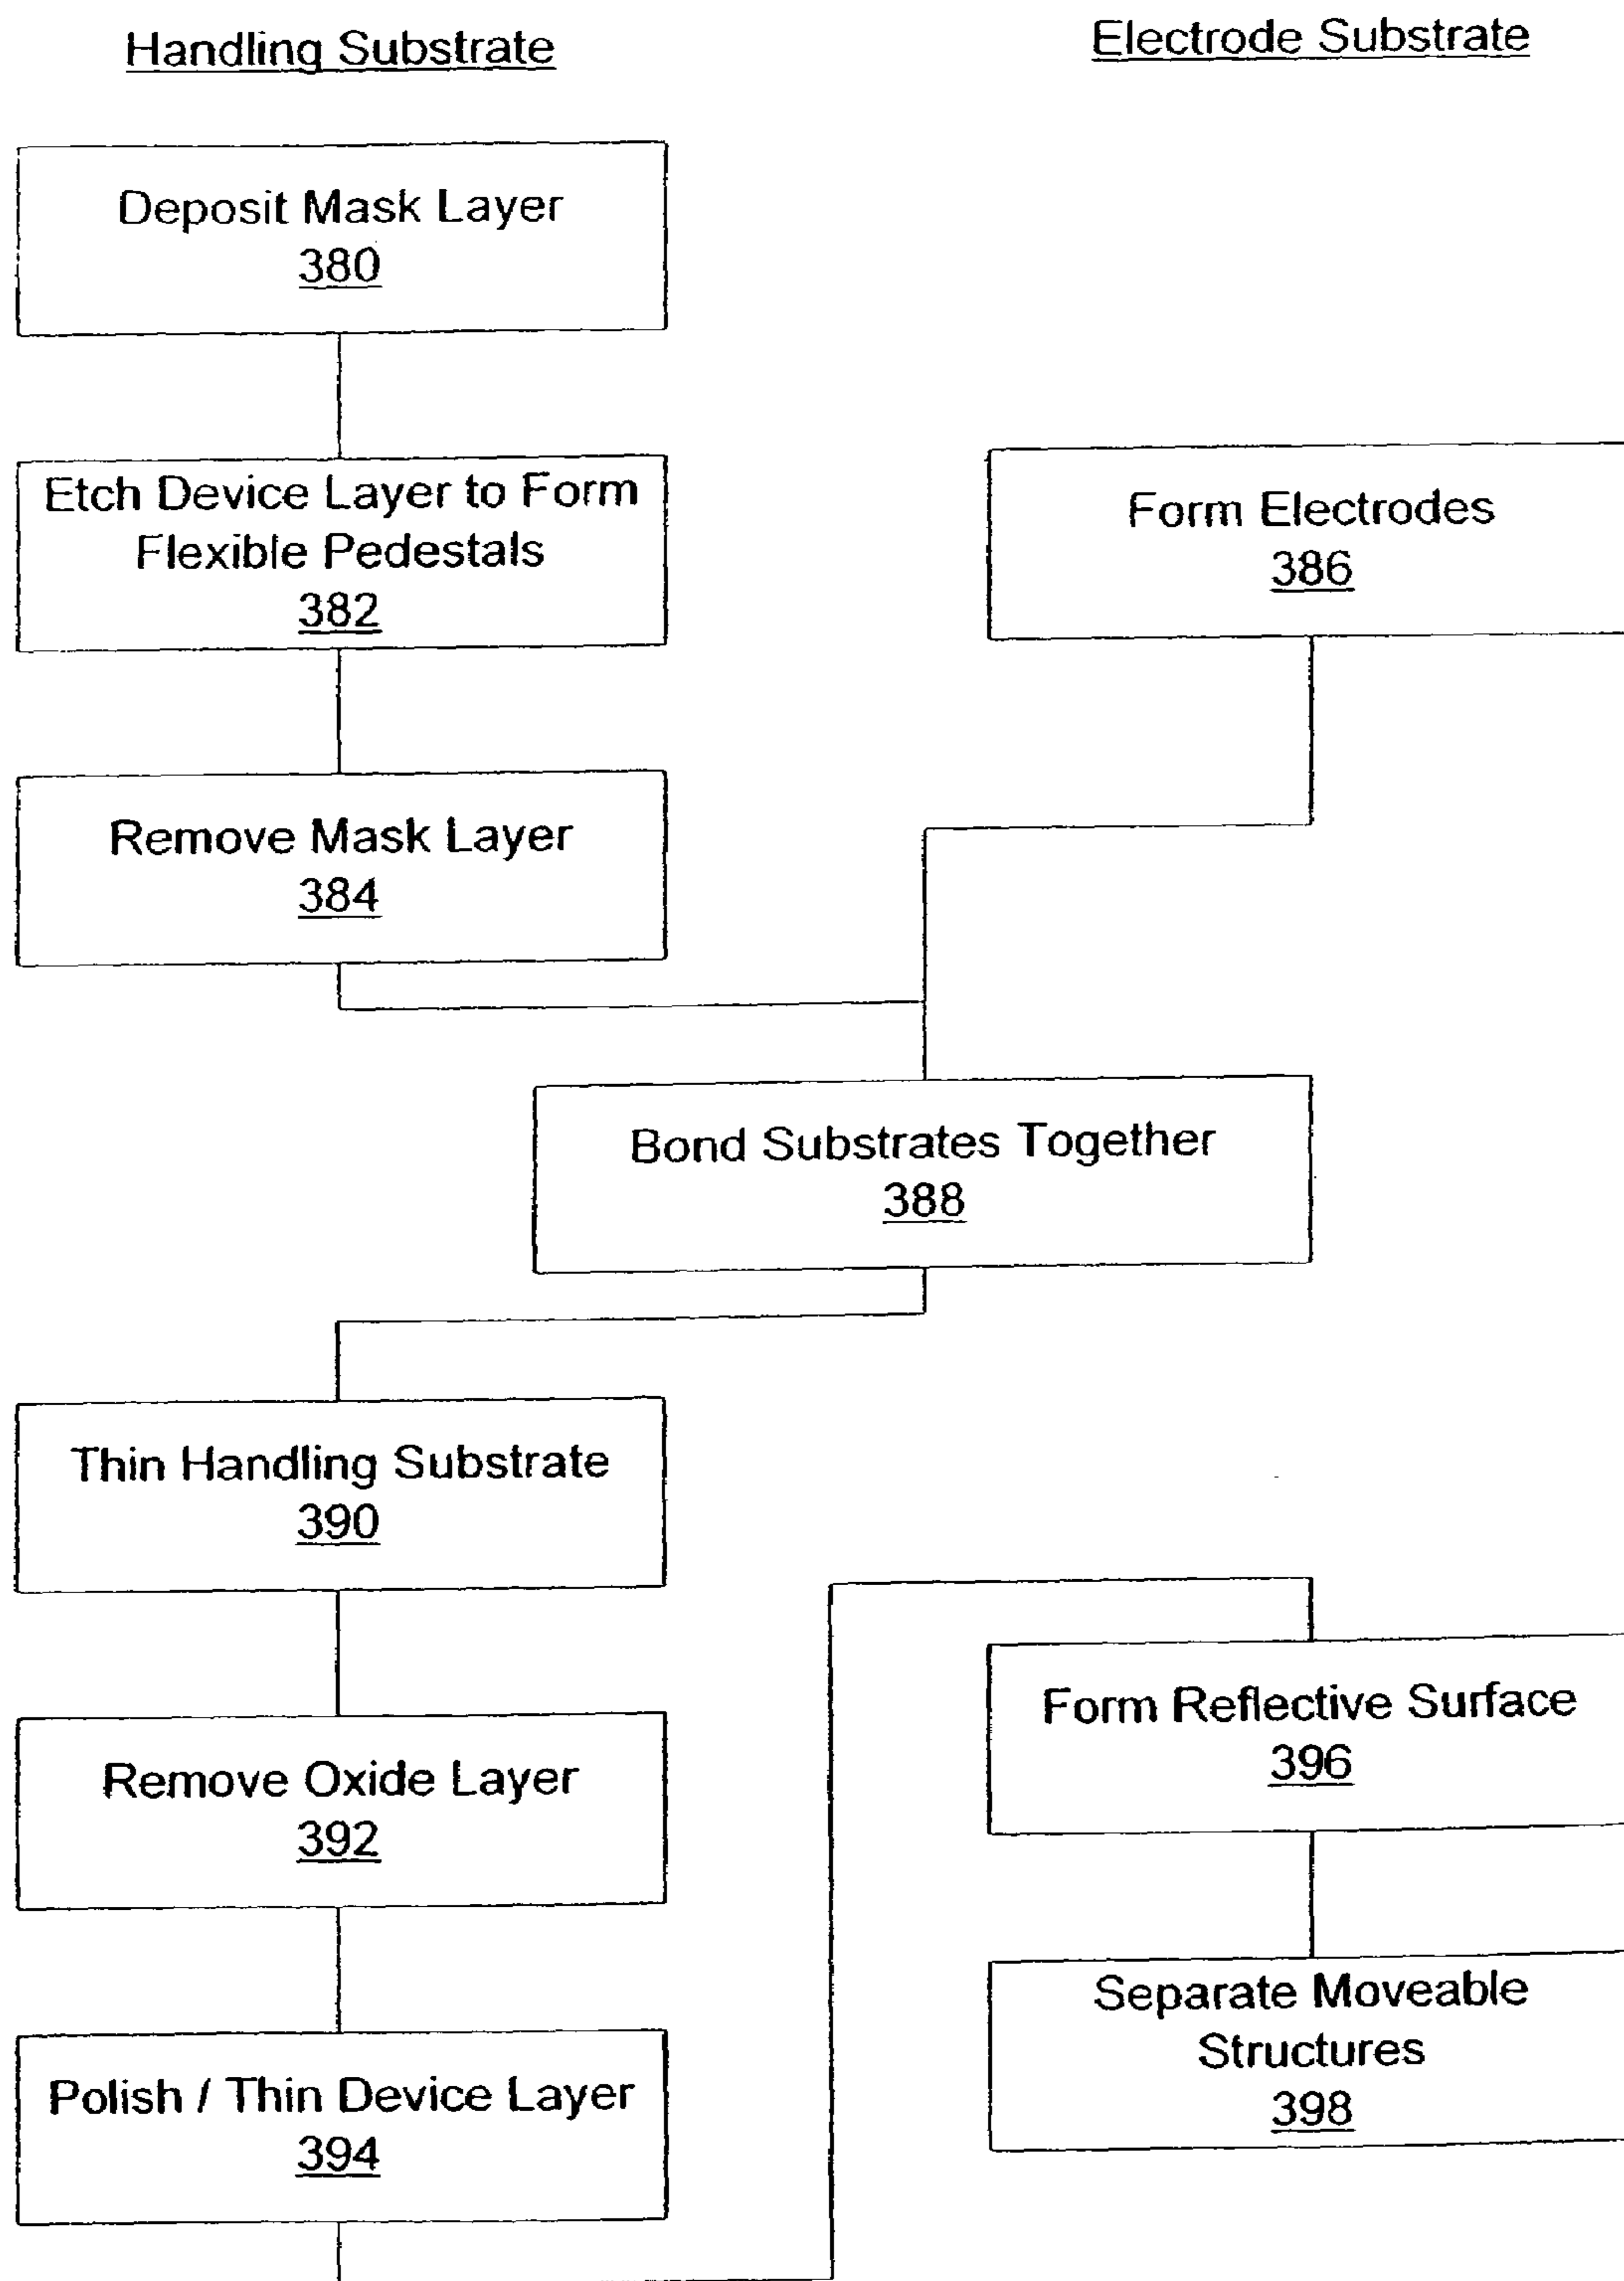 Handling Substrate
Electrode Substrate
Deposit Mask Layer
380
Etch Device Layer to Form
Flexible Pedestals
382
Form Electrodes
386
Remove Mask Layer
384
Bond Substrates Together
388
Thin Handling Substrate
390
Remove Oxide Layer
392
Polish / Thin Device Layer
394
Form Reflective Surface
396
Separate Moveable
Structures
398